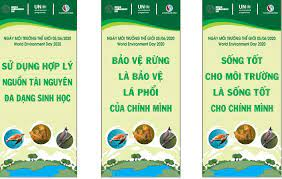 UN
NGÀY MÔI TRƯỜNG THẾ GIỚI 05/06/2020
World Environment Day 2020
SỬ DỤNG HỢP LÝ
NGUỒN TÀI NGUYÊN
ĐA DẠNG SINH HỌC
UN
NGÀY MÔI TRƯỜNG THẾ GIỚI 05/06/2020
World Environment Day 2020
BẢO VỆ RỪNG
LÀ BẢO VỆ
LÁ PHỔI
CỦA CHÍNH MÌNH
UN
NGÀY MÔI TRƯỜNG THẾ GIỚI 05/06/2020
World Environment Day 2020
SỐNG TỐT
CHO MÔI TRƯỜNG
LÀ SỐNG TỐT
CHO CHÍNH MÌNH